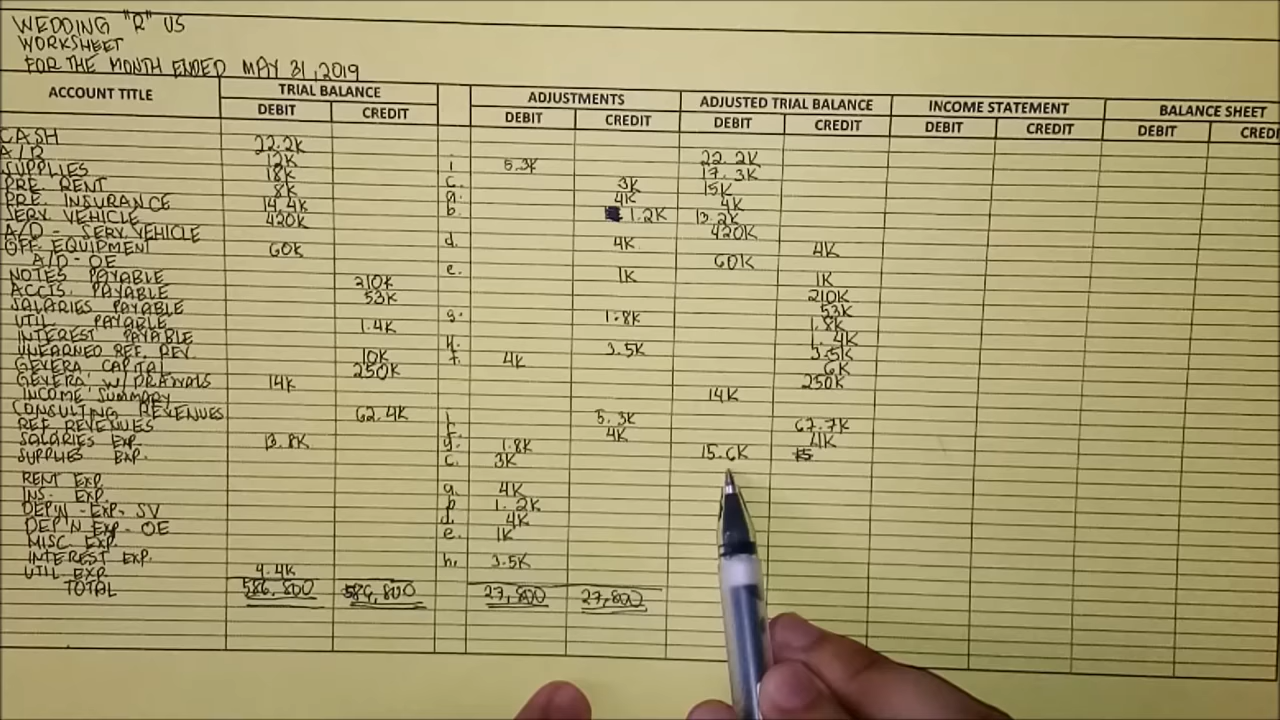 WEDDING "R" US
WORKSHEET
FOR THE MONTH ENDED MAY 31, 2019
ACCOUNT TITLE TRIAL BALANCE ADJUSTMENTS ADJUSTED TRIAL BALANCE INCOME STATEMENT BALANCE SHEET
DEBIT CREDIT DEBIT CREDIT DEBIT CREDIT DEBIT CREDIT DEBIT CREDI
CASH 22.2K 22.2K
A/R 12K i 5.3K 17.3K
SUPPLIES 18K c. 3K 15K
PRE. RENT 8K a. 4K 4K
PRE. INSURANCE 14.4K b. 1.2K 13.2K
SERV. VEHICLE 420K 420K
A/D - SERV. VEHICLE d. 4K 4K
OFF. EQUIPMENT 60K 60K
A/D - OE e. 1K 1K
NOTES PAYABLE 210K 210K
ACCTS. PAYABLE 53K 53K
SALARIES PAYABLE g. 1.8K 1.8K
UTIL. PAYABLE 1.4K 1.4K
INTEREST PAYABLE h. 3.5K 3.5K
UNEARNED REF. REV. 10K f. 4K 6K
GEVERA, CAPITAL 250K 250K
GEVERA, W/DRAWALS 14K 14K
INCOME SUMMARY
CONSULTING REVENUES 62.4K i 5.3K 67.7K
REF. REVENUES f. 4K 4K
SALARIES EXP. 13.8K g. 1.8K 15.6K 15
SUPPLIES EXP. c. 3K
RENT EXP. a. 4K
INS. EXP. b 1.2K
DEP'N - EXP - SV d. 4K
DEP'N EXP - OE e. 1K
MISC. EXP.
INTEREST EXP. h. 3.5K
UTIL EXP. 4.4K
TOTAL 586,800 586,800 27,800 27,800